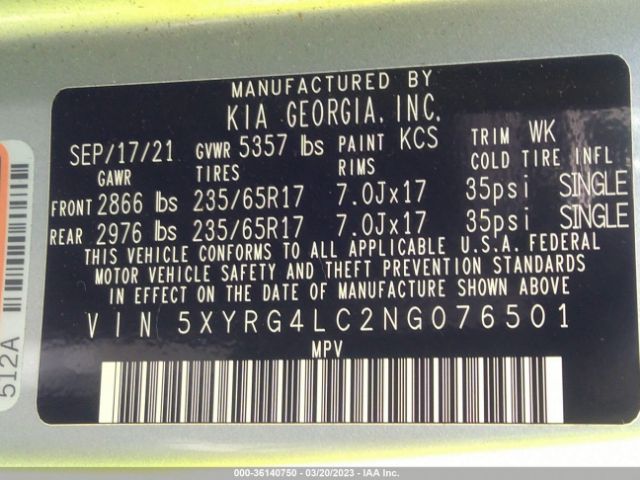 MANUFACTURED BY
KIA GEORGIA, INC.
SEP/17/21 GVWR 5357 lbs PAINT KCS TRIM WK
GAWR TIRES RIMS COLD TIRE INFL
FRONT 2866 lbs 235/65R17 7.0Jx17 35psi SINGLE
REAR 2976 lbs 235/65R17 7.0Jx17 35psi SINGLE
THIS VEHICLE CONFORMS TO ALL APPLICABLE U.S.A. FEDERAL
MOTOR VEHICLE SAFETY AND THEFT PREVENTION STANDARDS
IN EFFECT ON THE DATE OF MANUFACTURE SHOWN ABOVE
VIN 5XYRG4LC2NG076501
MPV
512A
000-36140750 — 03/20/2023 — IAA Inc.